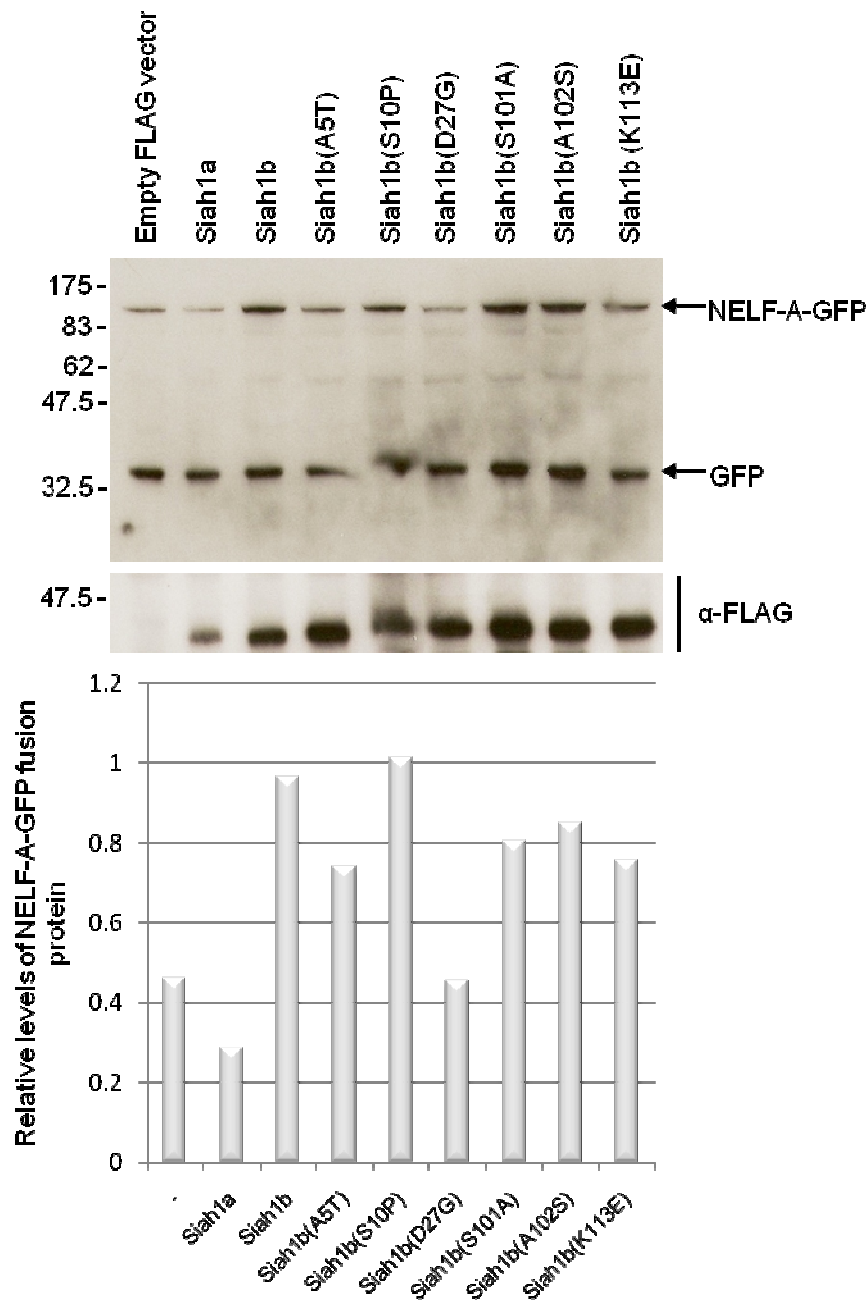 Empty FLAG vector
Siah1a
Siah1b
Siah1b(A5T)
Siah1b(S10P)
Siah1b(D27G)
Siah1b(S101A)
Siah1b(A102S)
Siah1b (K113E)
175 -
83 -
62 -
47.5 -
32.5 -
NELF-A-GFP
GFP
47.5 -
α-FLAG
Relative levels of NELF-A-GFP fusion
protein
1.2
1
0.8
0.6
0.4
0.2
0
-
Siah1a
Siah1b
Siah1b(A5T)
Siah1b(S10P)
Siah1b(D27G)
Siah1b(S101A)
Siah1b(A102S)
Siah1b(K113E)